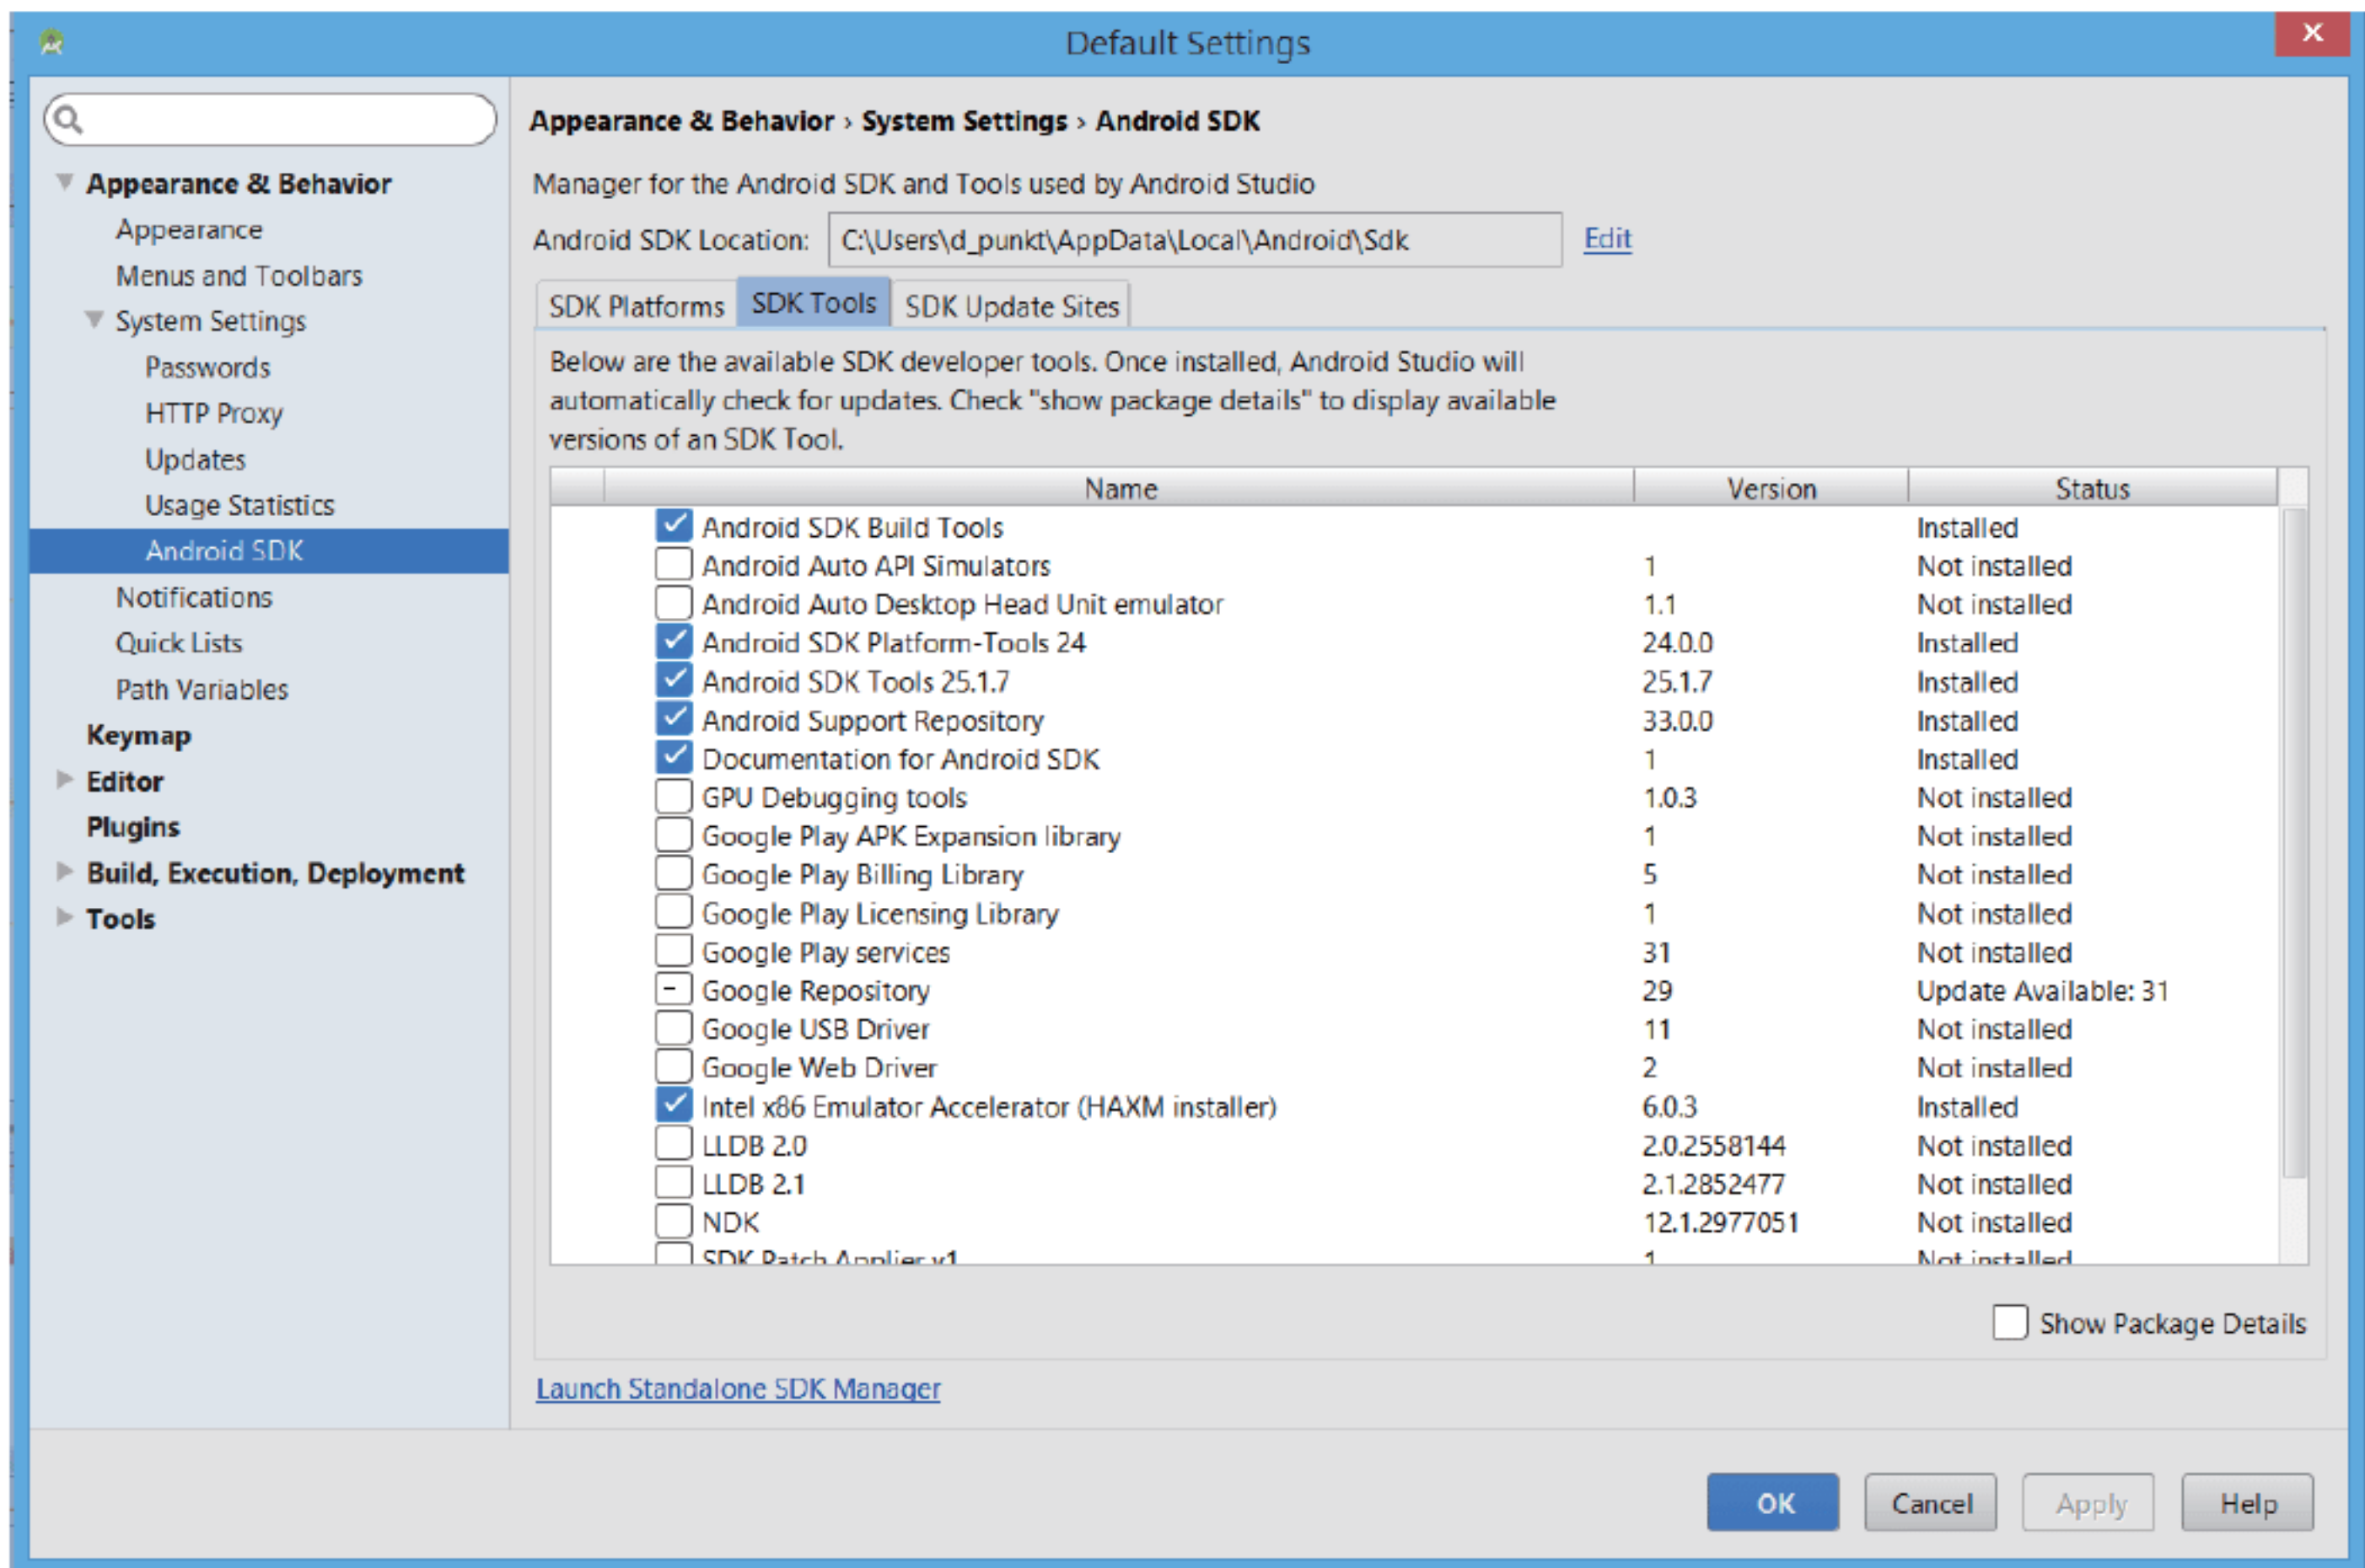 Default Settings
Appearance & Behavior
Appearance
Menus and Toolbars
System Settings
Passwords
HTTP Proxy
Updates
Usage Statistics
Android SDK
Notifications
Quick Lists
Path Variables
Keymap
Editor
Plugins
Build, Execution, Deployment
Tools
Appearance & Behavior › System Settings › Android SDK
Manager for the Android SDK and Tools used by Android Studio
Android SDK Location: C:\Users\d_punkt\AppData\Local\Android\Sdk Edit
SDK Platforms SDK Tools SDK Update Sites
Below are the available SDK developer tools. Once installed, Android Studio will
automatically check for updates. Check "show package details" to display available
versions of an SDK Tool.
Name Version Status
Android SDK Build Tools Installed
Android Auto API Simulators 1 Not installed
Android Auto Desktop Head Unit emulator 1.1 Not installed
Android SDK Platform-Tools 24 24.0.0 Installed
Android SDK Tools 25.1.7 25.1.7 Installed
Android Support Repository 33.0.0 Installed
Documentation for Android SDK 1 Installed
GPU Debugging tools 1.0.3 Not installed
Google Play APK Expansion library 1 Not installed
Google Play Billing Library 5 Not installed
Google Play Licensing Library 1 Not installed
Google Play services 31 Not installed
Google Repository 29 Update Available: 31
Google USB Driver 11 Not installed
Google Web Driver 2 Not installed
Intel x86 Emulator Accelerator (HAXM installer) 6.0.3 Installed
LLDB 2.0 2.0.2558144 Not installed
LLDB 2.1 2.1.2852477 Not installed
NDK 12.1.2977051 Not installed
SDK Patch Applier v1 1 Not installed
Show Package Details
Launch Standalone SDK Manager
OK Cancel Apply Help